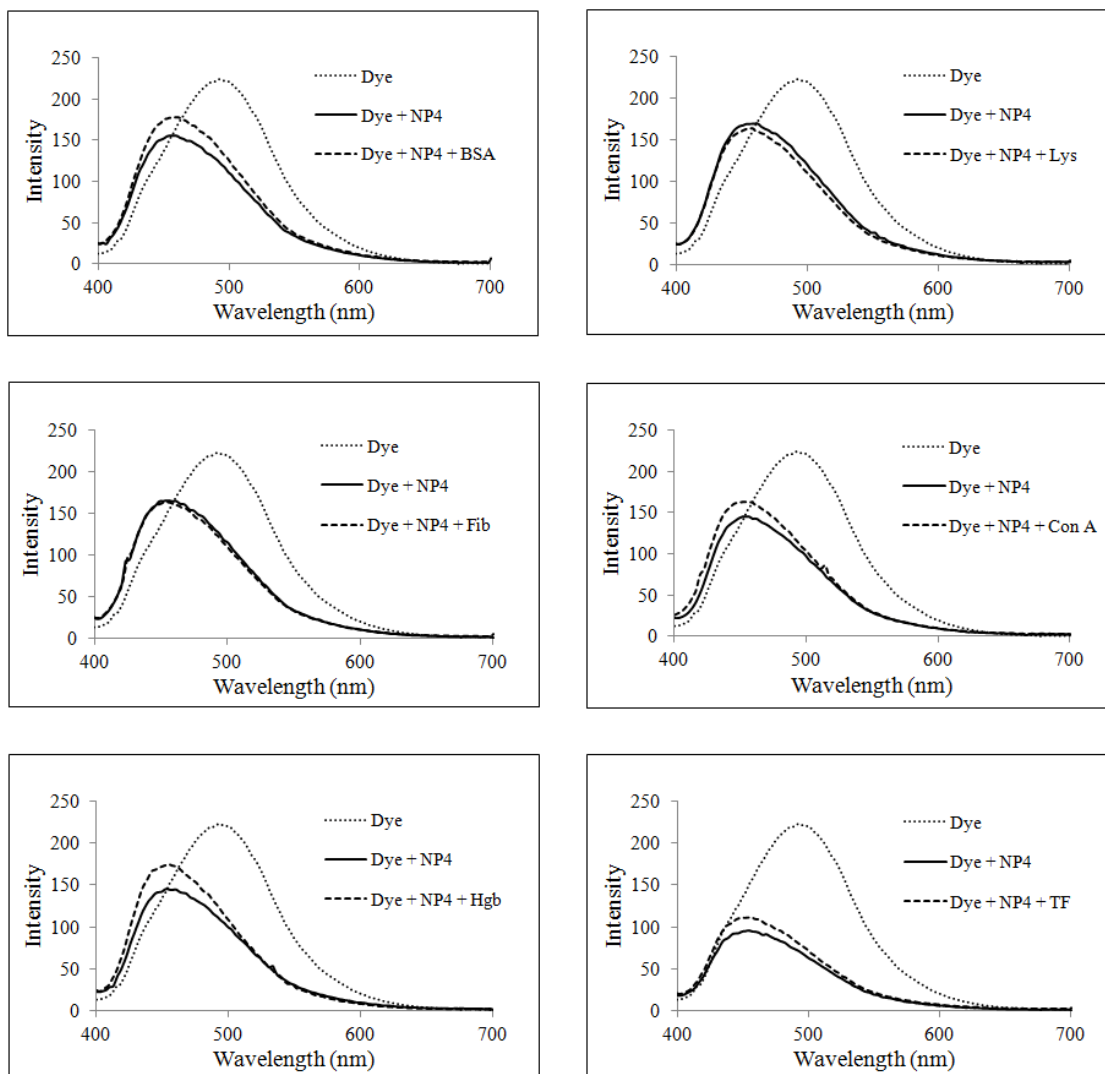 250
200
150
100
50
0
Intensity
400
500
600
700
Wavelength (nm)
Dye
Dye + NP4
Dye + NP4 + BSA
250
200
150
100
50
0
Intensity
400
500
600
700
Wavelength (nm)
Dye
Dye + NP4
Dye + NP4 + Lys
250
200
150
100
50
0
Intensity
400
500
600
700
Wavelength (nm)
Dye
Dye + NP4
Dye + NP4 + Fib
250
200
150
100
50
0
Intensity
400
500
600
700
Wavelength (nm)
Dye
Dye + NP4
Dye + NP4 + Con A
250
200
150
100
50
0
Intensity
400
500
600
700
Wavelength (nm)
Dye
Dye + NP4
Dye + NP4 + Hgb
250
200
150
100
50
0
Intensity
400
500
600
700
Wavelength (nm)
Dye
Dye + NP4
Dye + NP4 + TF